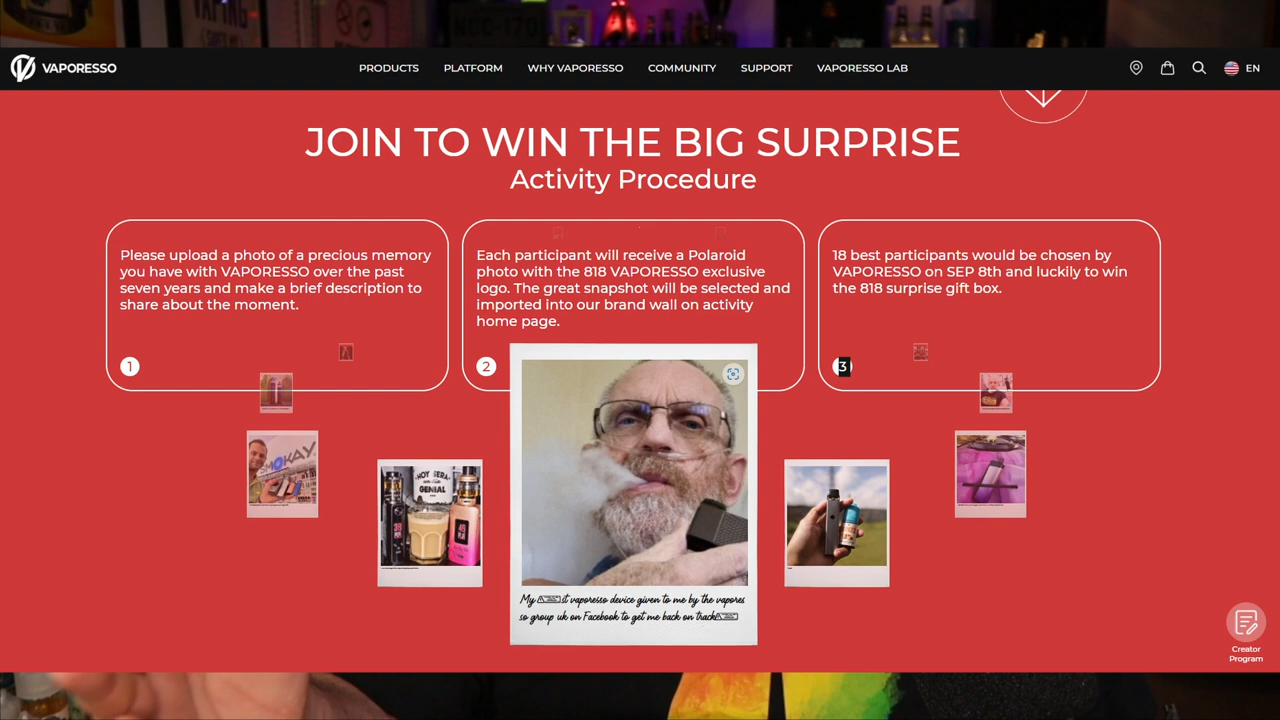 VAPORESSO
PRODUCTS PLATFORM WHY VAPORESSO COMMUNITY SUPPORT VAPORESSO LAB
EN
JOIN TO WIN THE BIG SURPRISE
Activity Procedure
Please upload a photo of a precious memory
you have with VAPORESSO over the past
seven years and make a brief description to
share about the moment.
1
Each participant will receive a Polaroid
photo with the 818 VAPORESSO exclusive
logo. The great snapshot will be selected and
imported into our brand wall on activity
home page.
2
18 best participants would be chosen by
VAPORESSO on SEP 8th and luckily to win
the 818 surprise gift box.
3
SMOKAY
HOY SERA
GENIAL
My st vaporesso device given to me by the vapores
so group uk on Facebook to get me back on track
Creator
Program